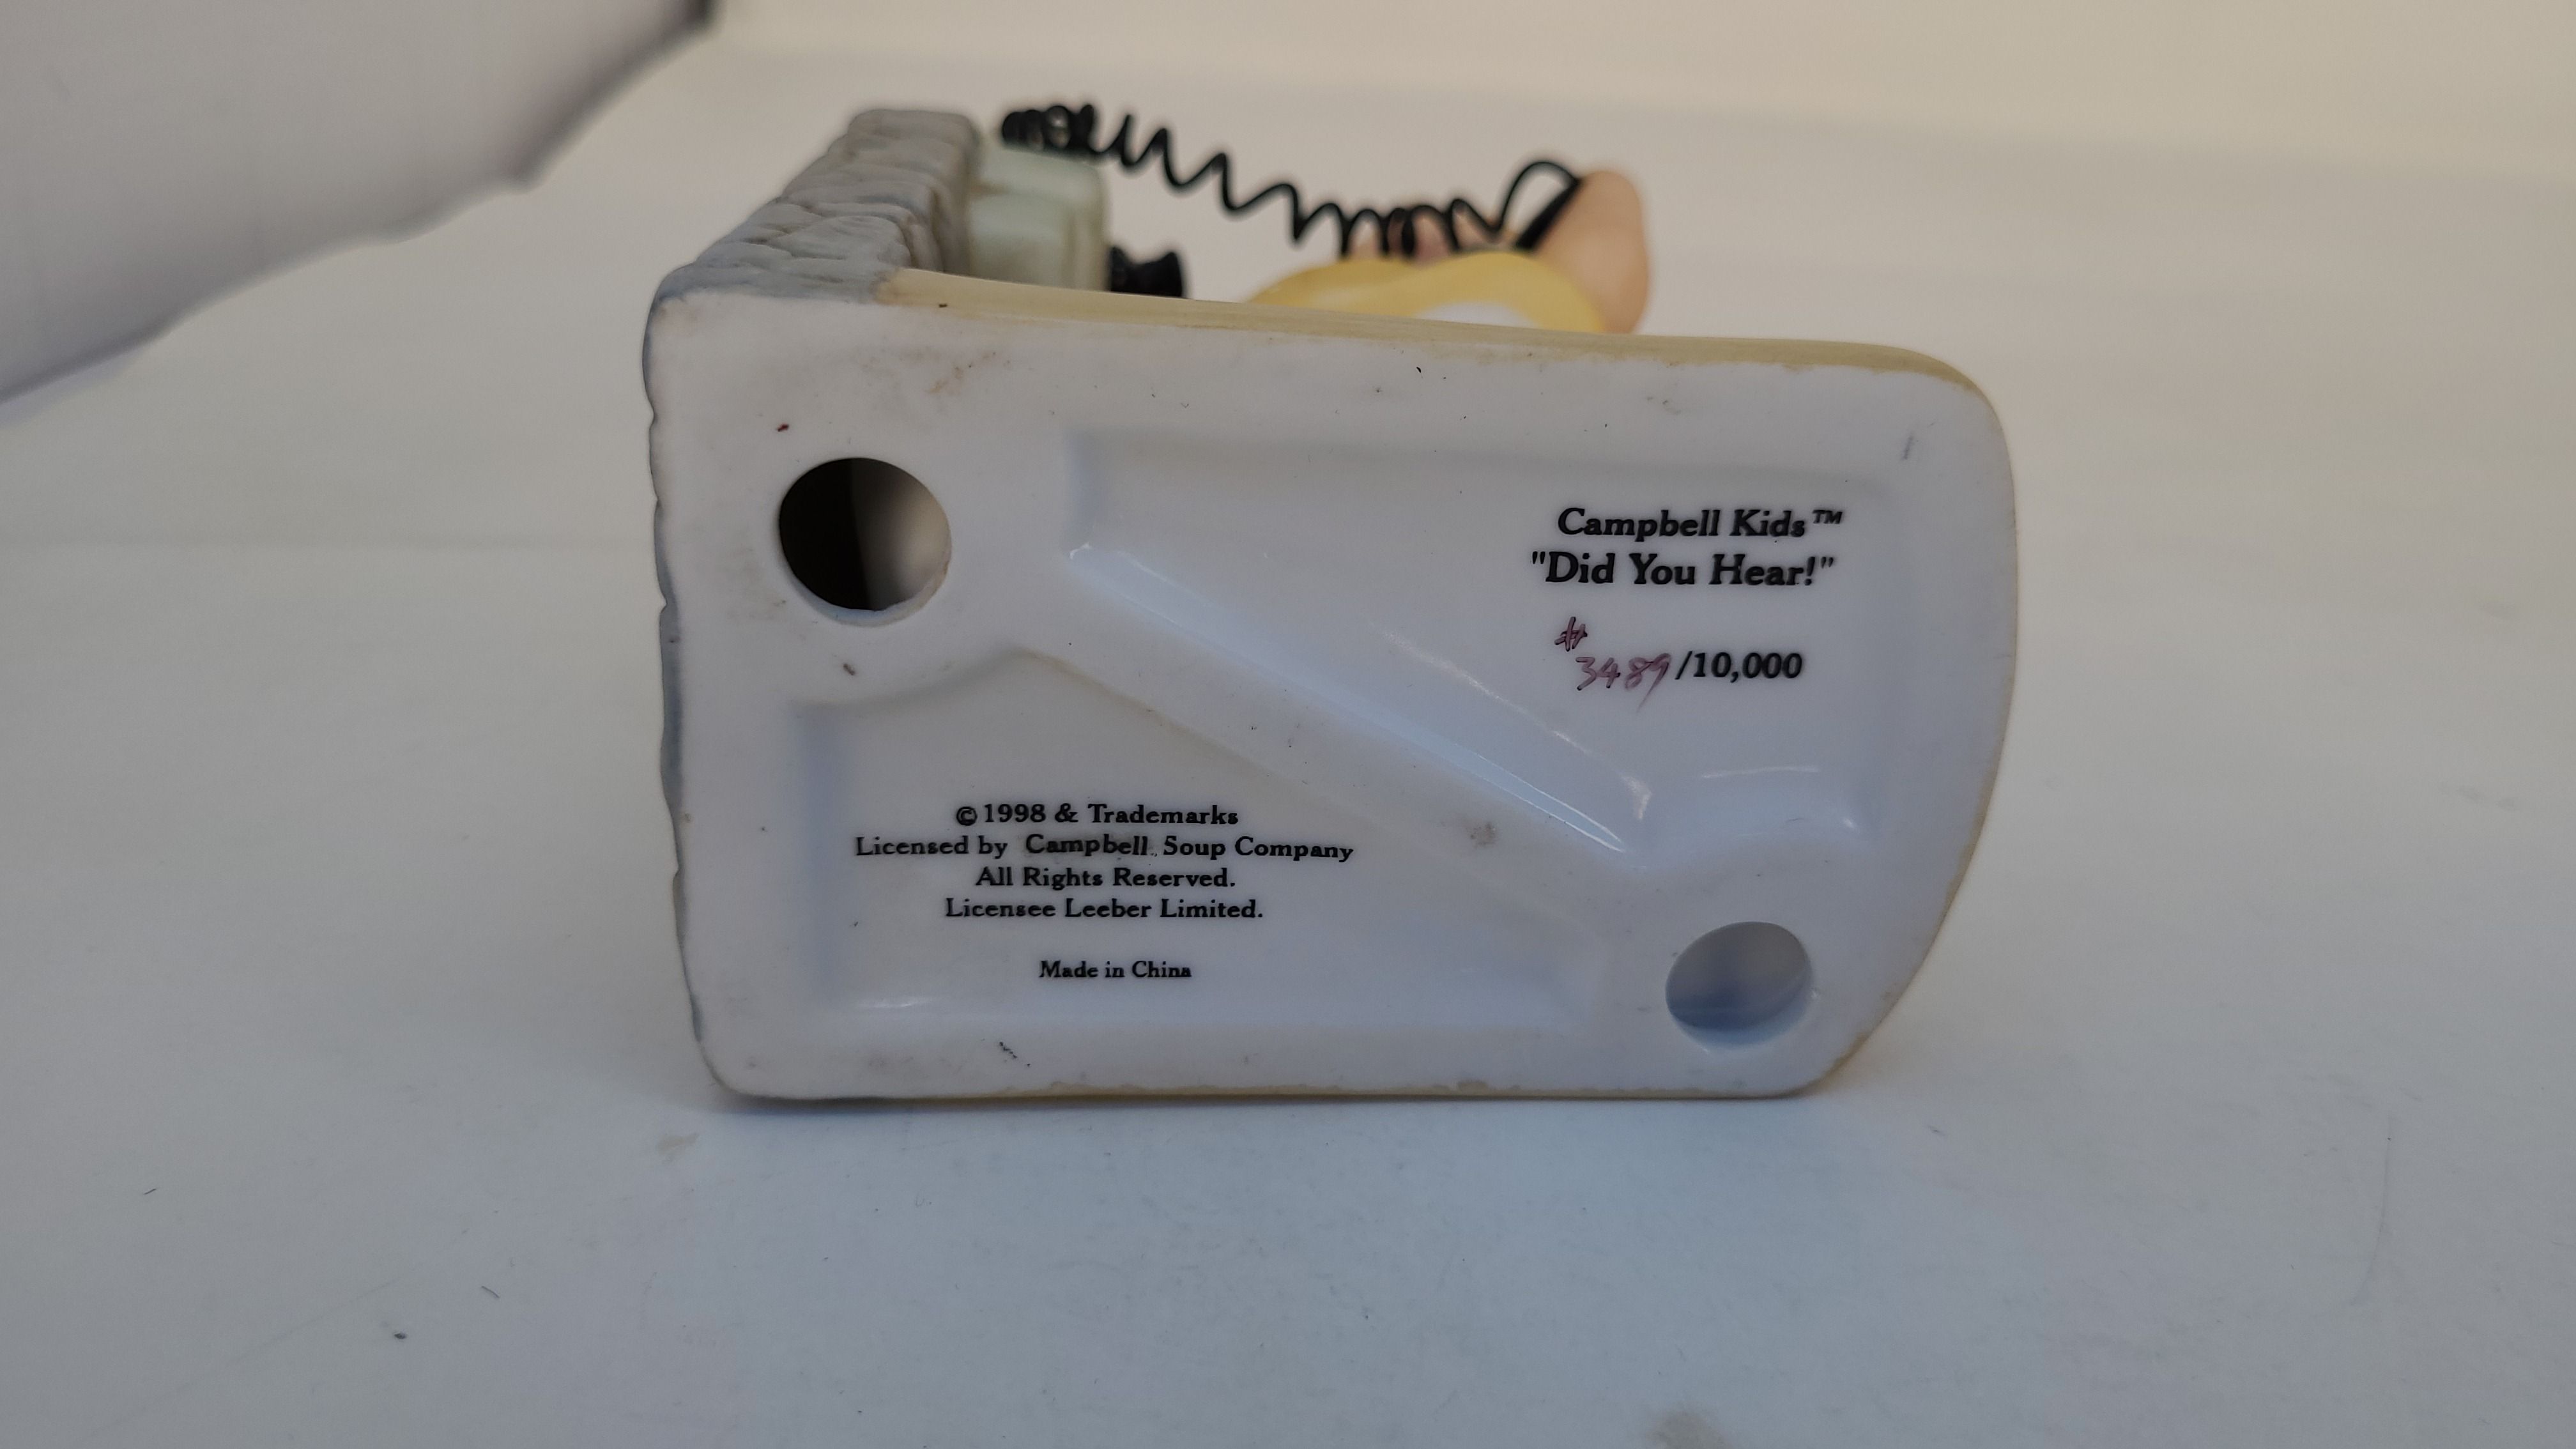 Campbell Kids™
"Did You Hear!"
#3489/10,000
©1998 & Trademarks
Licensed by Campbell Soup Company
All Rights Reserved.
Licensee Leeber Limited.
Made in China